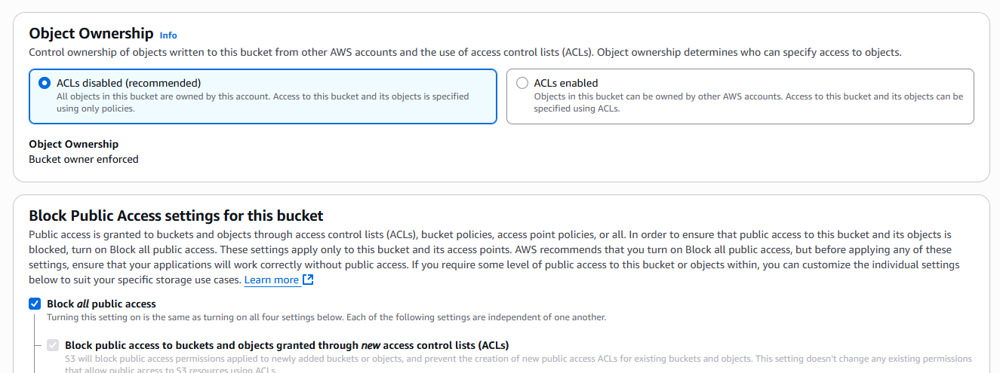 Object Ownership Info
Control ownership of objects written to this bucket from other AWS accounts and the use of access control lists (ACLs). Object ownership determines who can specify access to objects.
ACLs disabled (recommended)
All objects in this bucket are owned by this account. Access to this bucket and its objects is specified
using only policies.
ACLs enabled
Objects in this bucket can be owned by other AWS accounts. Access to this bucket and its objects can be
specified using ACLs.
Object Ownership
Bucket owner enforced
Block Public Access settings for this bucket
Public access is granted to buckets and objects through access control lists (ACLs), bucket policies, access point policies, or all. In order to ensure that public access to this bucket and its objects is
blocked, turn on Block all public access. These settings apply only to this bucket and its access points. AWS recommends that you turn on Block all public access, but before applying any of these
settings, ensure that your applications will work correctly without public access. If you require some level of public access to this bucket or objects within, you can customize the individual settings
below to suit your specific storage use cases. Learn more
Block all public access
Turning this setting on is the same as turning on all four settings below. Each of the following settings are independent of one another.
Block public access to buckets and objects granted through new access control lists (ACLs)
S3 will block public access permissions applied to newly added buckets or objects, and prevent the creation of new public access ACLs for existing buckets and objects. This setting doesn't change any existing permissions
that allow public access to S3 resources using ACLs.